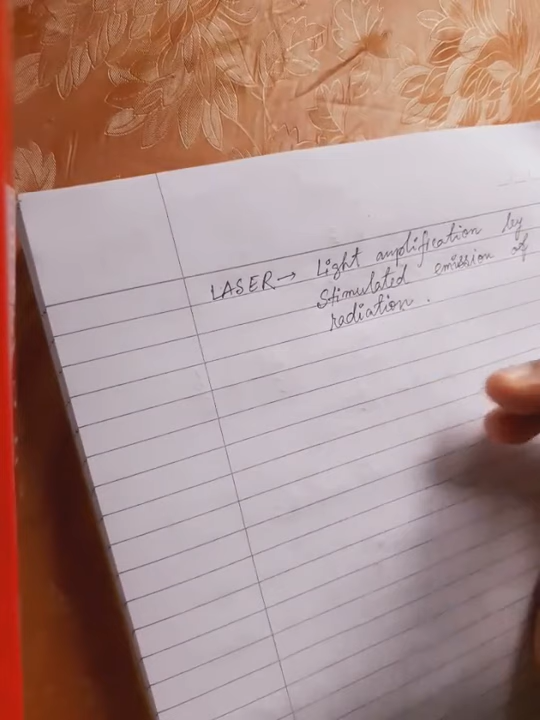 LASER → Light amplification by
Stimulated emission of
radiation.